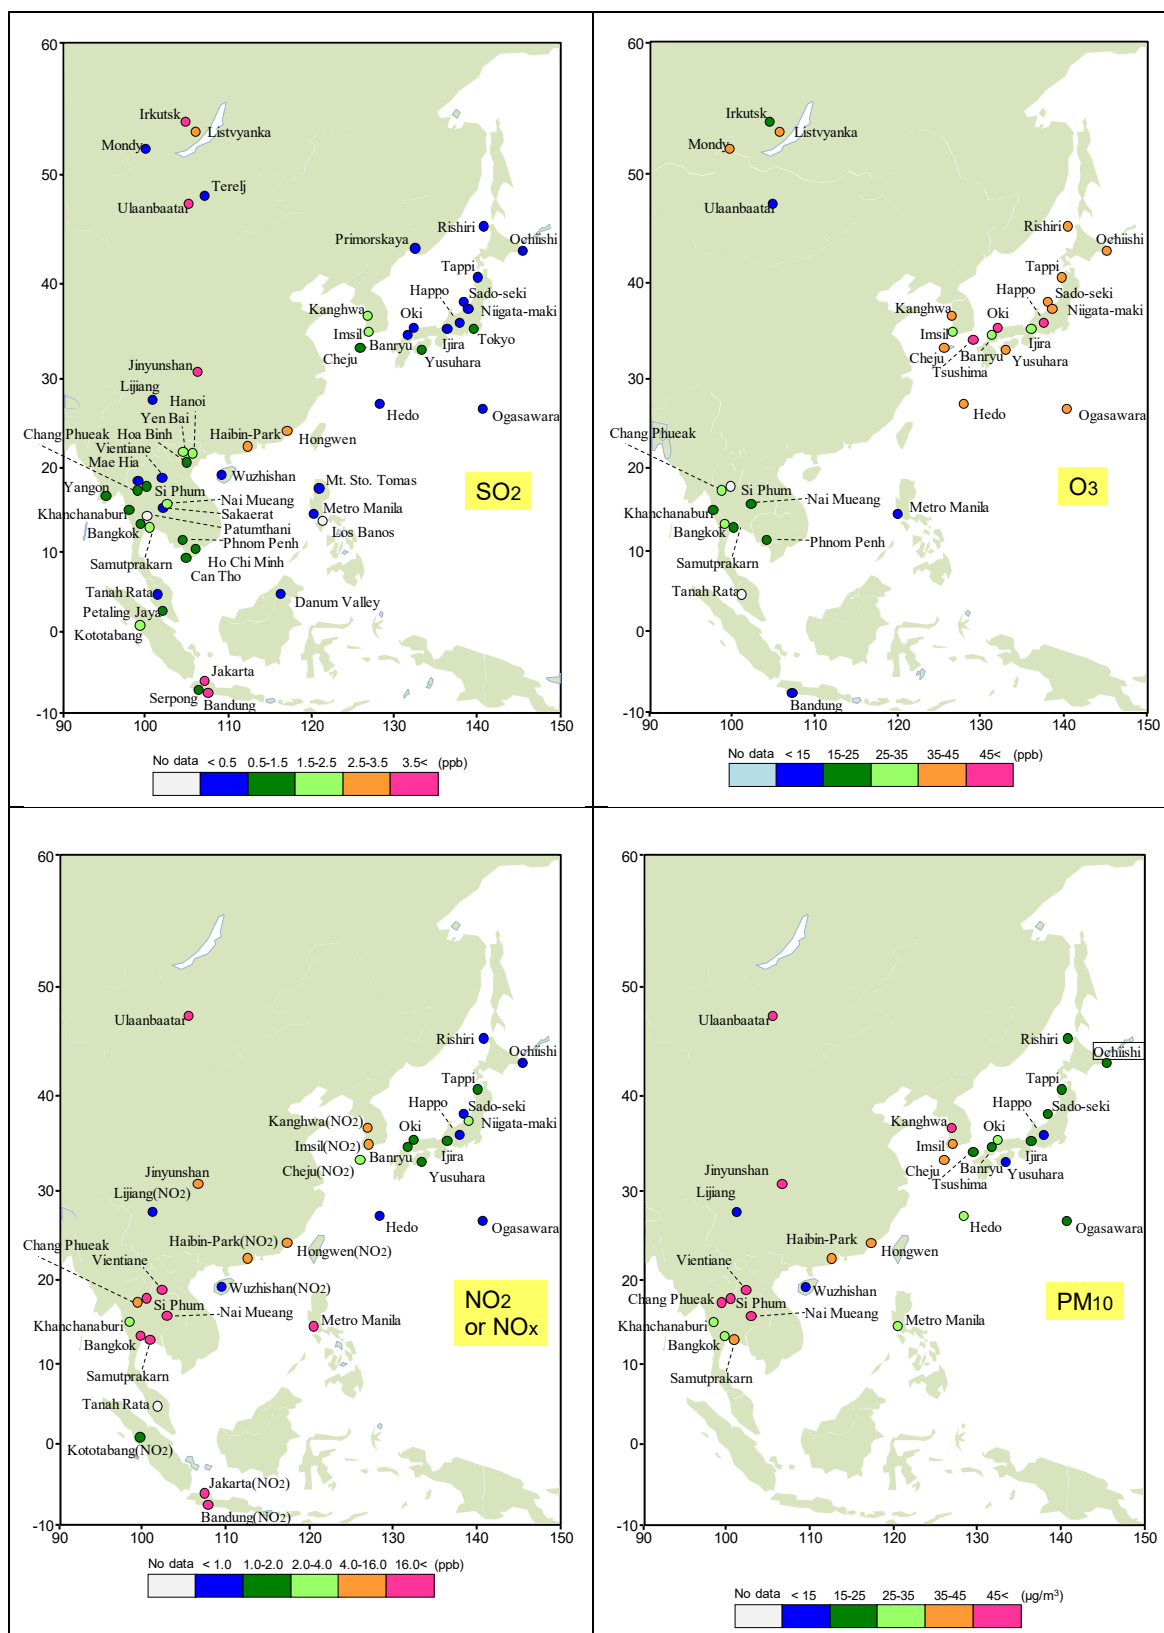 60
Irkutsk
Listvyanka
Mondy
50
Terelj
Ulaanbaatar
Rishiri
Primorskaya
Ochiishi
Tappi
40
Happo
Sado-seki
Kanghwa
Oki
Niigata-maki
Imsil
Banryu
Ijira
Tokyo
Cheju
Yusuhara
Jinyunshan
30
Lijiang
Hanoi
Hedo
Ogasawara
Yen Bai
Chang Phueak
Hoa Binh
Haibin-Park
Hongwen
Vientiane
Mae Hia
20
Wuzhishan
Mt. Sto. Tomas
SO2
Yangon
Si Phum
Nai Mueang
Metro Manila
Khanchanaburi
Sakaerat
Patumthani
Los Banos
Bangkok
Phnom Penh
10
Samutprakarn
Ho Chi Minh
Can Tho
Tanah Rata
Danum Valley
Petaling Jaya
0
Kototabang
Jakarta
Serpong
Bandung
-10
90 100 110 120 130 140 150
No data < 0.5 0.5-1.5 1.5-2.5 2.5-3.5 3.5< (ppb)
60
Irkutsk
Listvyanka
Mondy
50
Ulaanbaatar
Rishiri
Ochiishi
Tappi
40
Happo
Sado-seki
Kanghwa
Oki
Niigata-maki
Imsil
Ijira
Cheju
Banryu
Yusuhara
Tsushima
30
Hedo
Ogasawara
Chang Phueak
20
O3
Si Phum
Nai Mueang
Khanchanaburi
Metro Manila
Bangkok
Phnom Penh
10
Samutprakarn
Tanah Rata
0
Bandung
-10
90 100 110 120 130 140 150
No data < 15 15-25 25-35 35-45 45< (ppb)
60
50
Ulaanbaatar
Rishiri
Ochiishi
Tappi
40
Happo
Sado-seki
Kanghwa(NO2)
Oki
Niigata-maki
Imsil(NO2)
Banryu
Ijira
Cheju(NO2)
Yusuhara
Jinyunshan
30
Lijiang(NO2)
Hedo
Ogasawara
Chang Phueak
Haibin-Park(NO2)
Vientiane
Hongwen(NO2)
20
Wuzhishan(NO2)
NO2
or NOx
Si Phum
Nai Mueang
Khanchanaburi
Metro Manila
Bangkok
10
Samutprakarn
Tanah Rata
0
Kototabang(NO2)
Jakarta(NO2)
Bandung(NO2)
-10
90 100 110 120 130 140 150
No data < 1.0 1.0-2.0 2.0-4.0 4.0-16.0 16.0< (ppb)
60
50
Ulaanbaatar
Rishiri
Ochiishi
Tappi
40
Happo
Sado-seki
Kanghwa
Oki
Imsil
Ijira
Cheju
Banryu
Yusuhara
Tsushima
Jinyunshan
30
Lijiang
Hedo
Ogasawara
Haibin-Park
Hongwen
Vientiane
20
Wuzhishan
PM10
Chang Phueak
Si Phum
Nai Mueang
Khanchanaburi
Metro Manila
Bangkok
10
Samutprakarn
0
-10
90 100 110 120 130 140 150
No data < 15 15-25 25-35 35-45 45< (µg/m³)